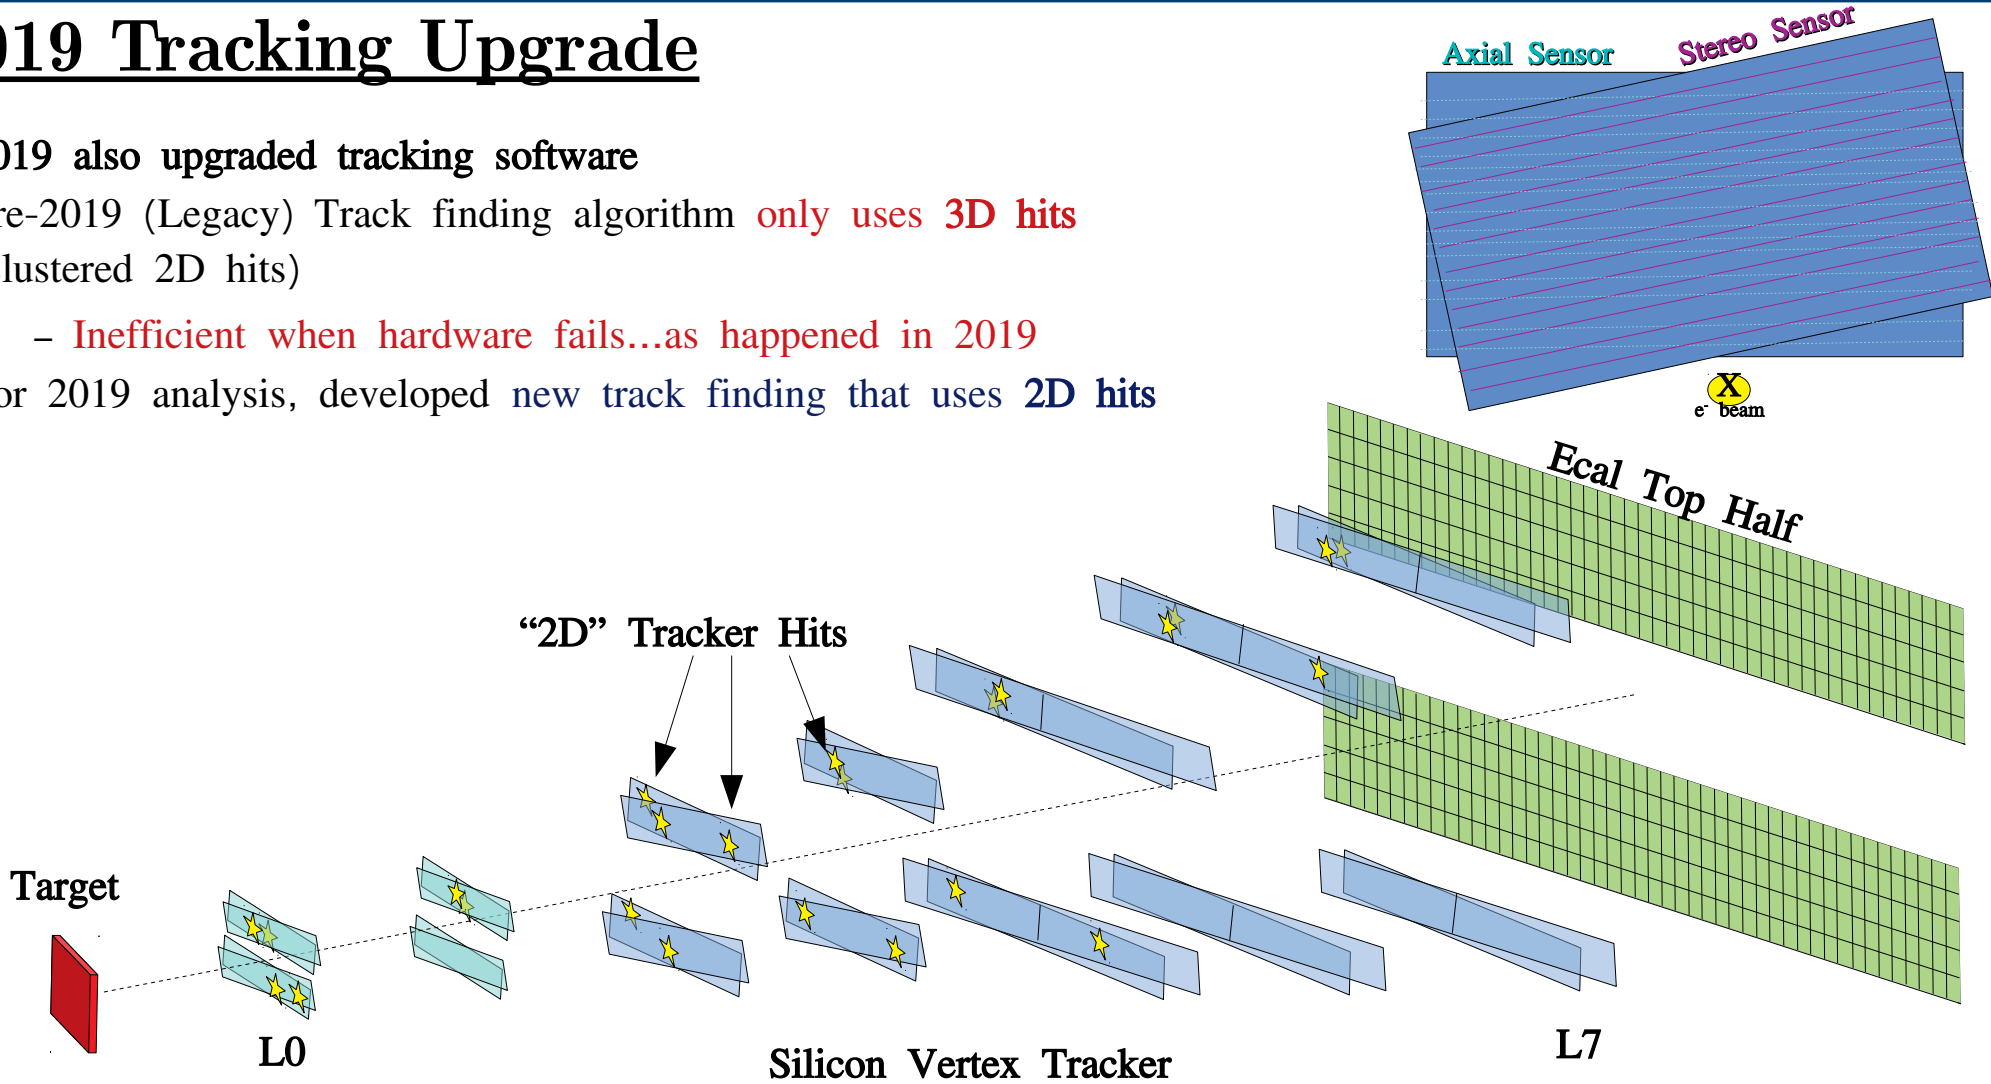 019 Tracking Upgrade
019 also upgraded tracking software
re-2019 (Legacy) Track finding algorithm only uses 3D hits
lustered 2D hits)
– Inefficient when hardware fails...as happened in 2019
or 2019 analysis, developed new track finding that uses 2D hits
Axial Sensor
Stereo Sensor
X
e- beam
Ecal Top Half
“2D” Tracker Hits
Target
L0
Silicon Vertex Tracker
L7